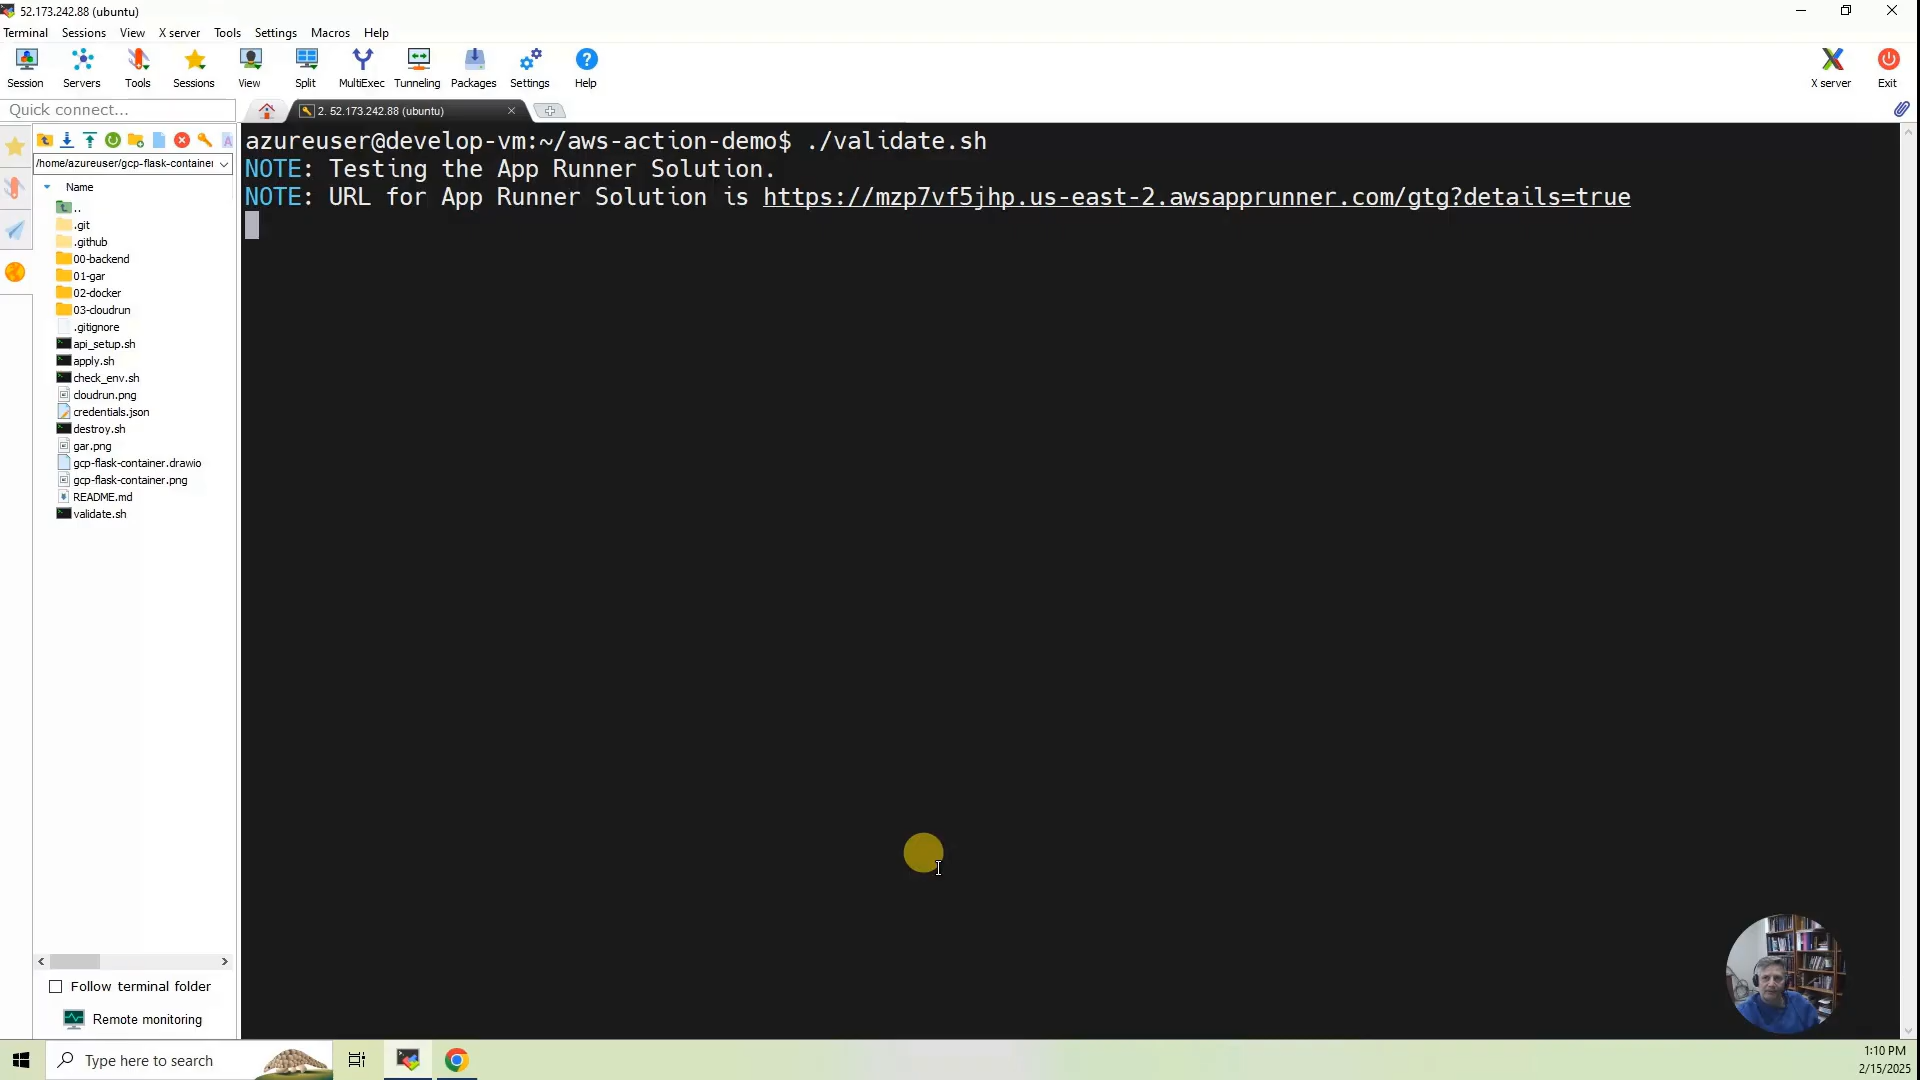 52.173.242.88 (ubuntu)
Terminal Sessions View X server Tools Settings Macros Help
Session Servers Tools Sessions View Split MultiExec Tunneling Packages Settings Help X server Exit
Quick connect...
2. 52.173.242.88 (ubuntu)
/home/azureuser/gcp-flask-container
Name
..
.git
.github
00-backend
01-gar
02-docker
03-cloudrun
.gitignore
api_setup.sh
apply.sh
check_env.sh
cloudrun.png
credentials.json
destroy.sh
gar.png
gcp-flask-container.drawio
gcp-flask-container.png
README.md
validate.sh
Follow terminal folder
Remote monitoring
azureuser@develop-vm:~/aws-action-demo$ ./validate.sh
NOTE: Testing the App Runner Solution.
NOTE: URL for App Runner Solution is https://mzp7vf5jhp.us-east-2.awsapprunner.com/gtg?details=true
Type here to search
1:10 PM
2/15/2025